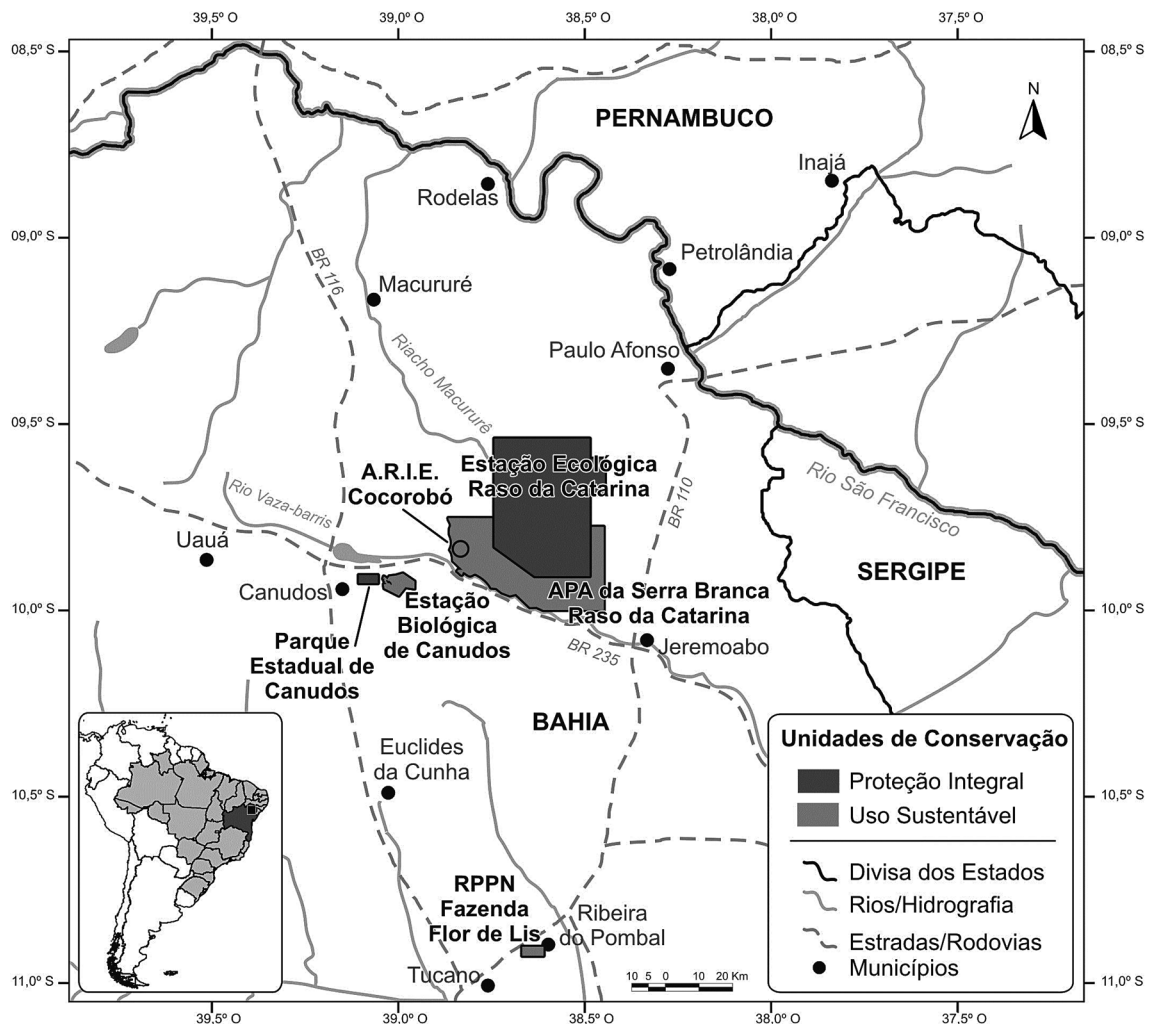 39,5º O 39,0º O 38,5º O 38,0º O 37,5º O
08,5º S 08,5º S
N
PERNAMBUCO
Inajá
Rodelas
09,0º S 09,0º S
BR 116
Petrolândia
Macururé
Riacho Macururê
Paulo Afonso
09,5º S 09,5º S
A.R.I.E.
Cocorobó
Estação Ecológica
Raso da Catarina
BR 110
Rio São Francisco
Rio Vaza-barris
Uauá
SERGIPE
Canudos
APA da Serra Branca
Raso da Catarina
10,0º S 10,0º S
Estação
Biológica
de Canudos
Parque
Estadual de
Canudos
BR 235
Jeremoabo
BAHIA
Euclides
da Cunha
10,5º S 10,5º S
RPPN
Fazenda
Flor de Lis
Ribeira
do Pombal
Tucano
11,0º S 11,0º S
10 5 0 10 20 Km
Unidades de Conservação
Proteção Integral
Uso Sustentável
Divisa dos Estados
Rios/Hidrografia
Estradas/Rodovias
Municípios
39,5º O 39,0º O 38,5º O 38,0º O 37,5º O